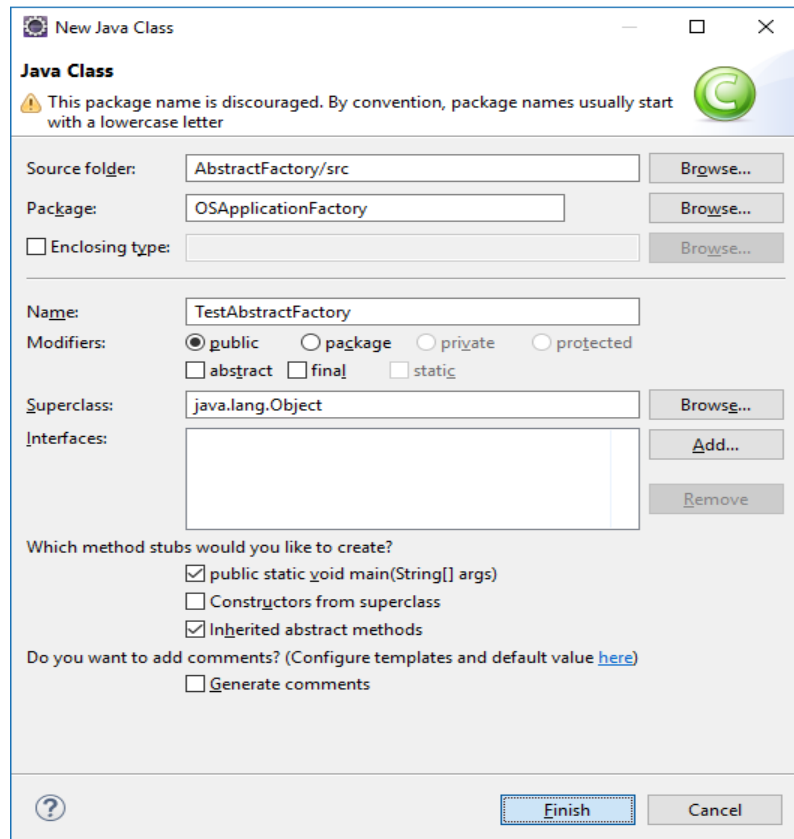 New Java Class
Java Class
This package name is discouraged. By convention, package names usually start
with a lowercase letter
Source folder: AbstractFactory/src Browse...
Package: OSApplicationFactory Browse...
Enclosing type: Browse...
Name: TestAbstractFactory
Modifiers: public package private protected
abstract final static
Superclass: java.lang.Object Browse...
Interfaces: Add...
Remove
Which method stubs would you like to create?
public static void main(String[] args)
Constructors from superclass
Inherited abstract methods
Do you want to add comments? (Configure templates and default value here)
Generate comments
? Finish Cancel